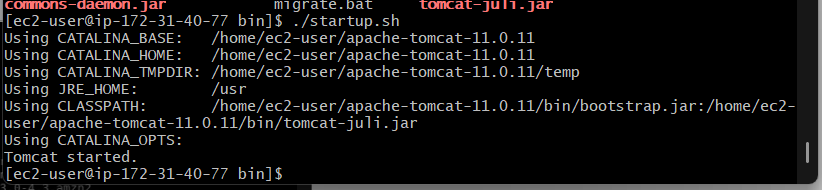 commons-daemon.jar migrate.bat tomcat-juli.jar
[ec2-user@ip-172-31-40-77 bin]$ ./startup.sh
Using CATALINA_BASE:   /home/ec2-user/apache-tomcat-11.0.11
Using CATALINA_HOME:   /home/ec2-user/apache-tomcat-11.0.11
Using CATALINA_TMPDIR: /home/ec2-user/apache-tomcat-11.0.11/temp
Using JRE_HOME:        /usr
Using CLASSPATH:       /home/ec2-user/apache-tomcat-11.0.11/bin/bootstrap.jar:/home/ec2-
user/apache-tomcat-11.0.11/bin/tomcat-juli.jar
Using CATALINA_OPTS:
Tomcat started.
[ec2-user@ip-172-31-40-77 bin]$